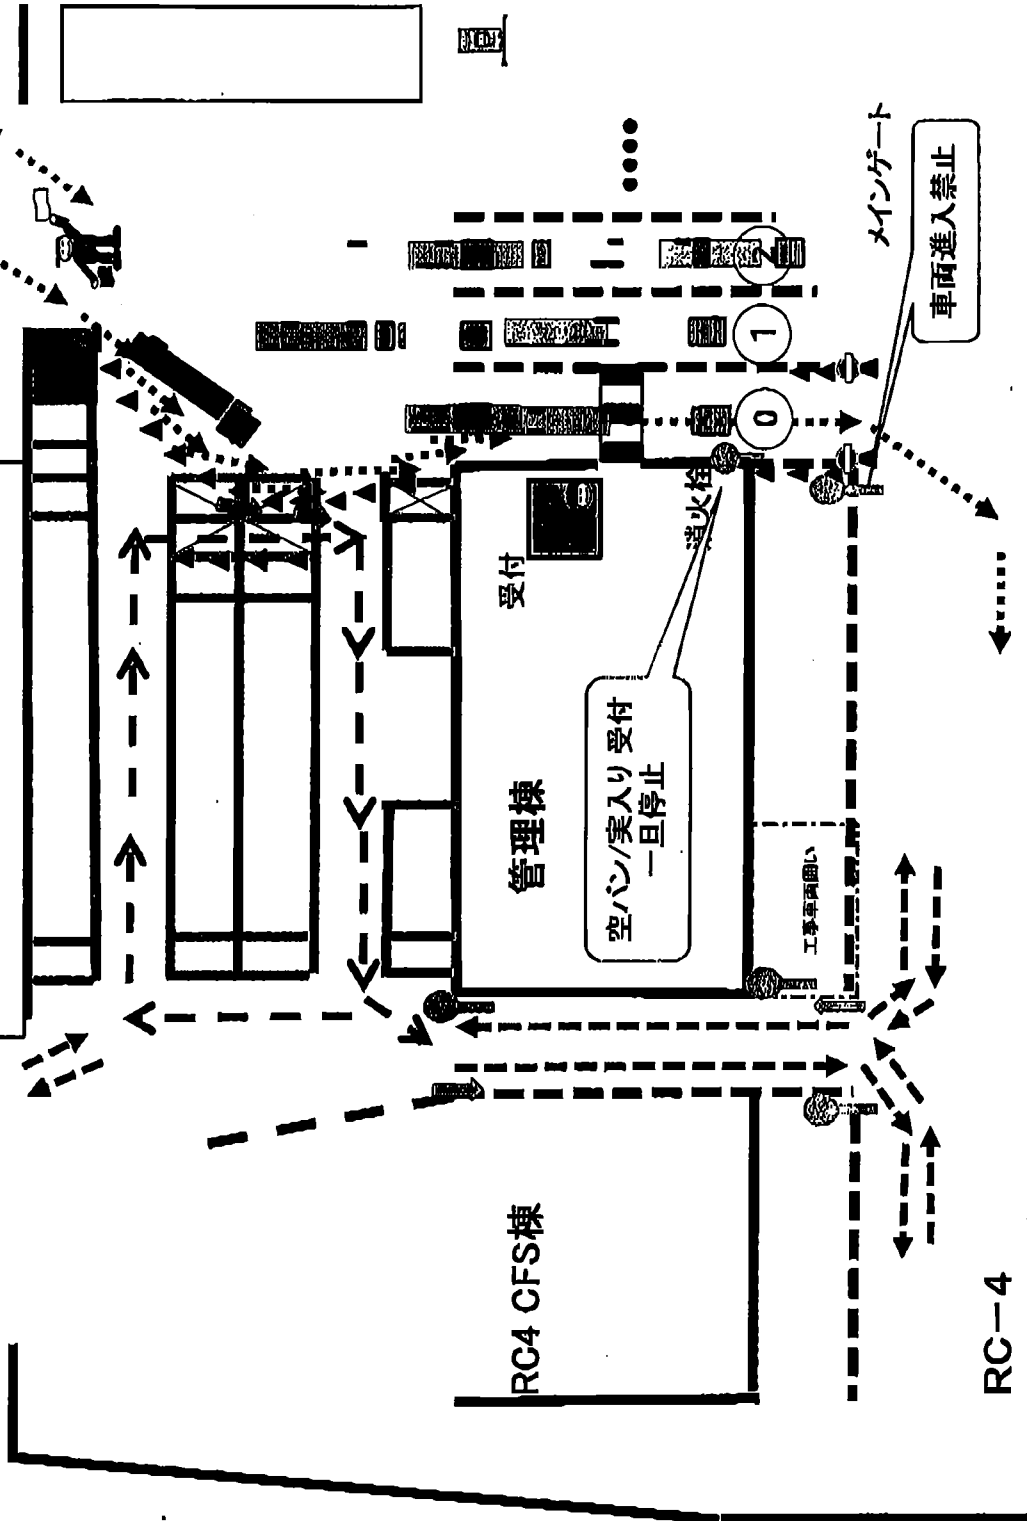 メインゲート
車両進入禁止
2
1
0
消火栓
受付
空バン/実入り 受付
一旦停止
管理棟
工事車両囲い
RC4 CFS棟
RC－4